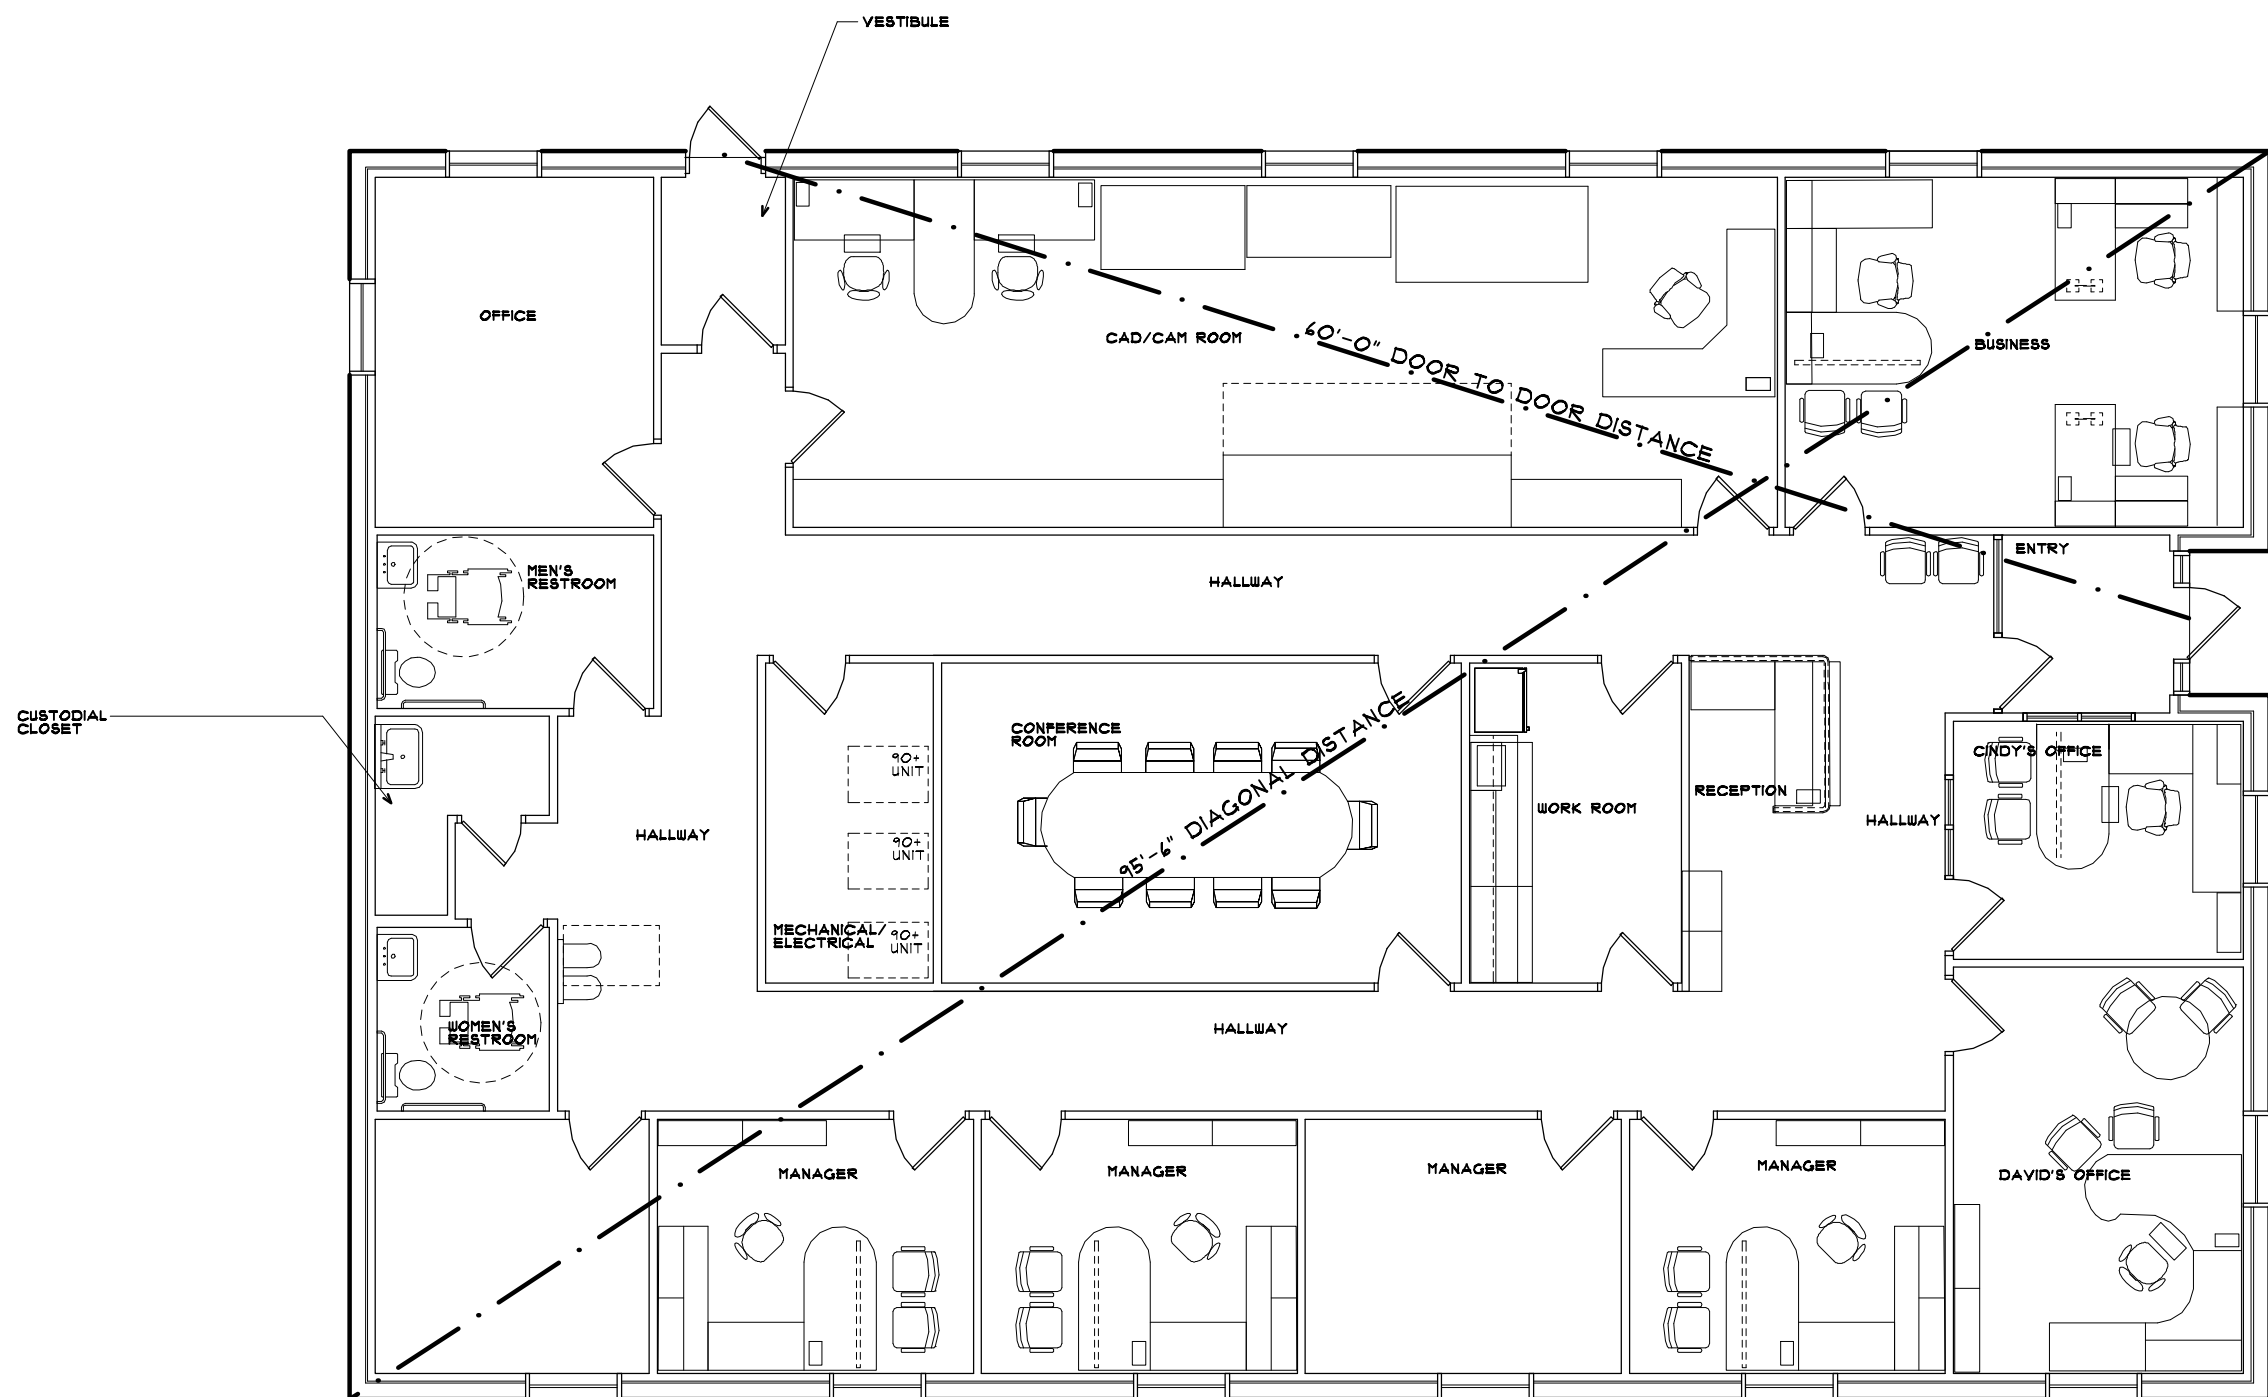 VESTIBULE
OFFICE
CAD/CAM ROOM
60'-0" DOOR TO DOOR DISTANCE
BUSINESS
ENTRY
MEN'S
RESTROOM
HALLWAY
CUSTODIAL
CLOSET
CONFERENCE
ROOM
90+
UNIT
CINDY'S OFFICE
RECEPTION
WORK ROOM
HALLWAY
HALLWAY
90+
UNIT
95'-6" DIAGONAL DISTANCE
MECHANICAL/
ELECTRICAL
90+
UNIT
WOMEN'S
RESTROOM
HALLWAY
MANAGER
MANAGER
MANAGER
MANAGER
DAVID'S OFFICE